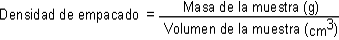 Densidad de empacado = Masa de la muestra (g)
Volumen de la muestra (cm3)